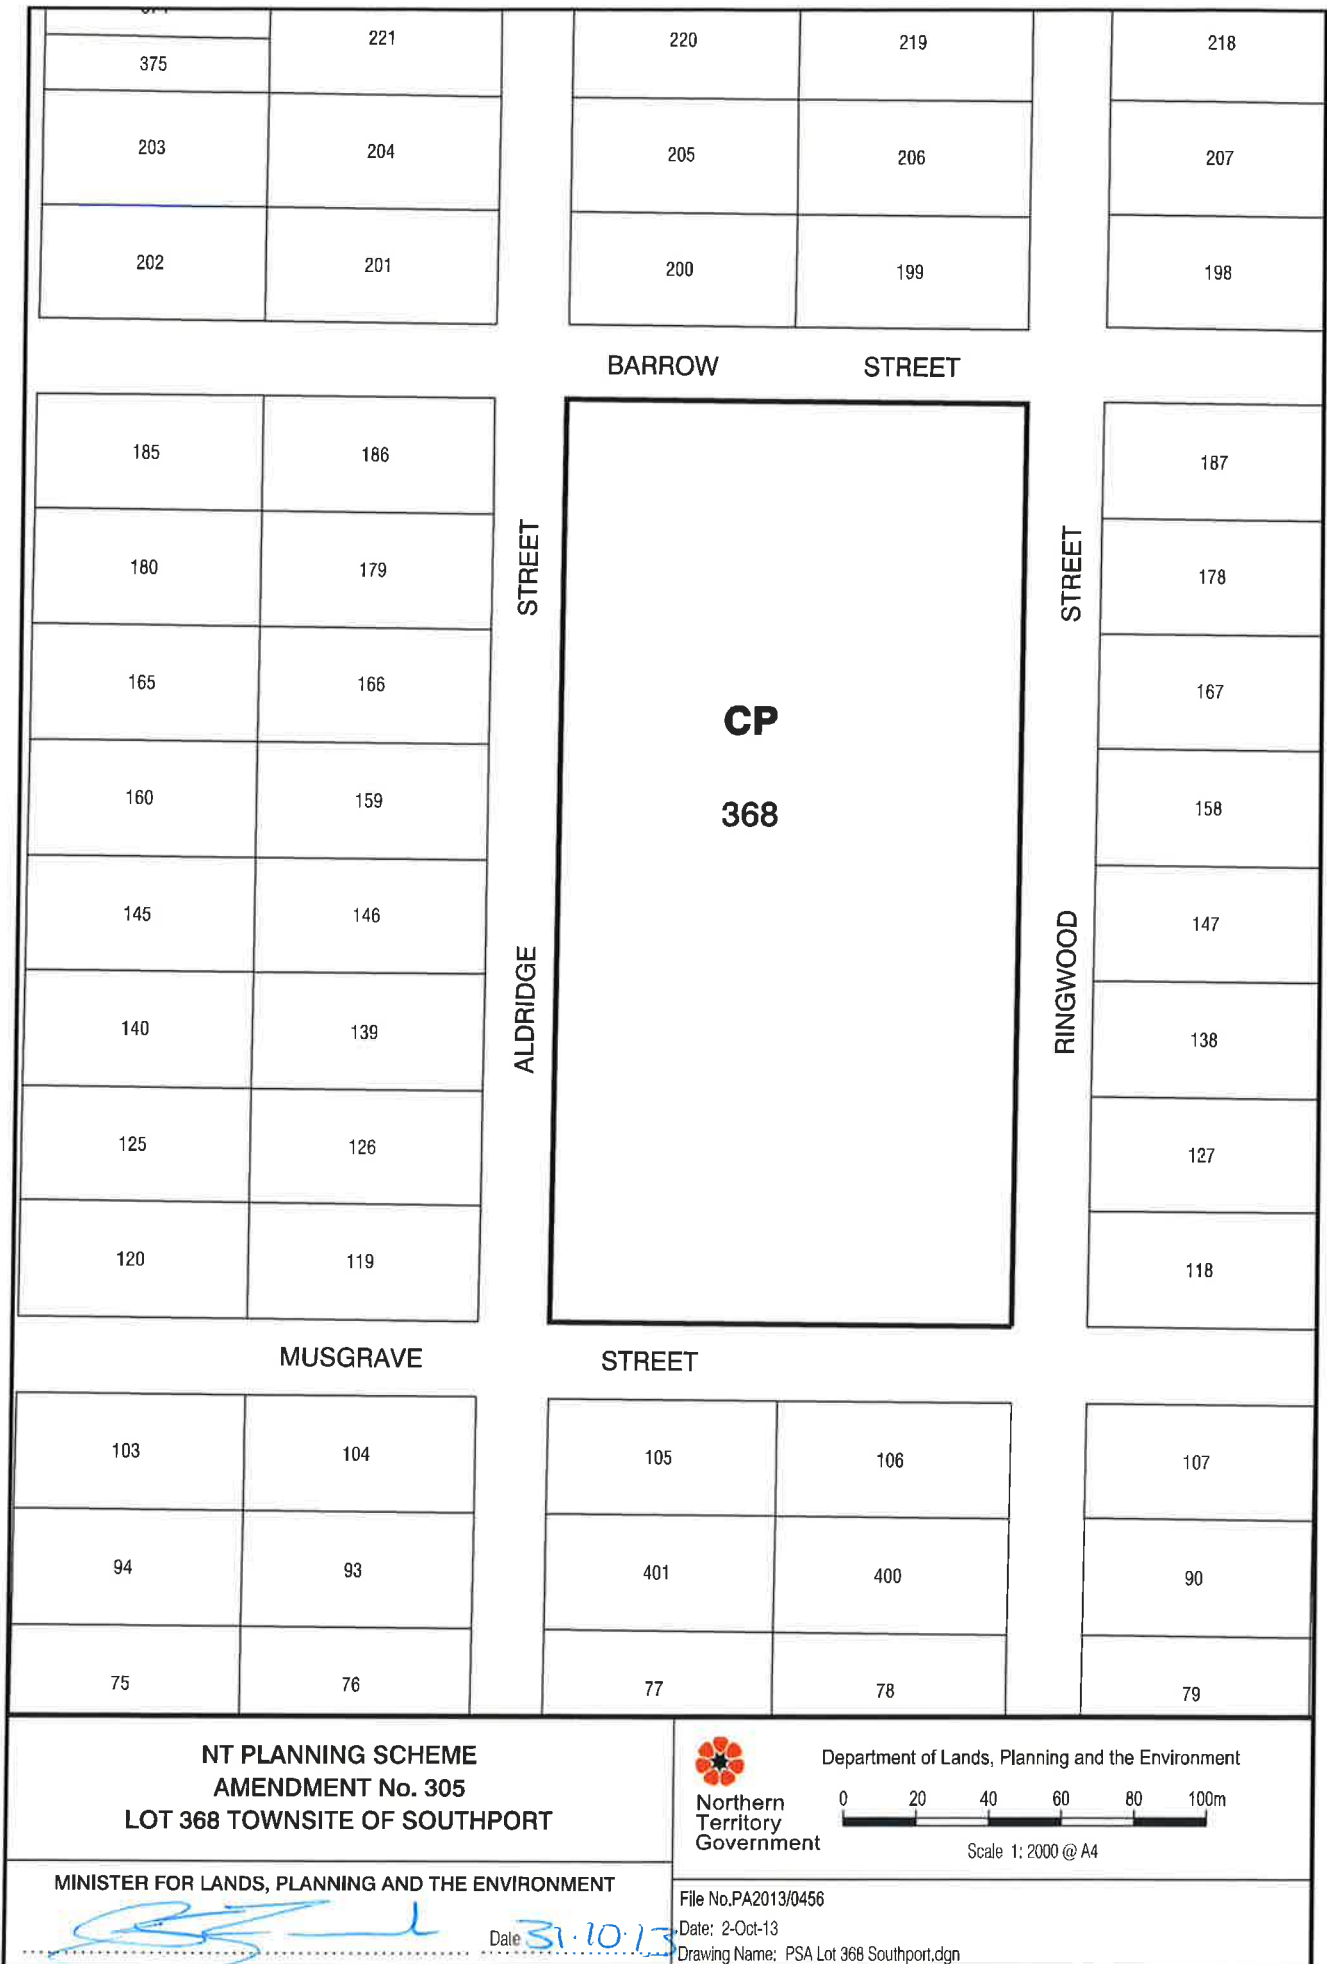 221
220
219
218
375
203
204
205
206
207
202
201
200
199
198
BARROW STREET
185
186
187
180
179
STREET
STREET
178
165
166
167
CP
160
159
368
158
145
146
147
ALDRIDGE
RINGWOOD
140
139
138
125
126
127
120
119
118
MUSGRAVE STREET
103
104
105
106
107
94
93
401
400
90
75
76
77
78
79
NT PLANNING SCHEME
AMENDMENT No. 305
LOT 368 TOWNSITE OF SOUTHPORT
MINISTER FOR LANDS, PLANNING AND THE ENVIRONMENT
Date 31.10.13
Northern
Territory
Government
Department of Lands, Planning and the Environment
0 20 40 60 80 100m
Scale 1: 2000 @ A4
File No.PA2013/0456
Date: 2-Oct-13
Drawing Name: PSA Lot 368 Southport.dgn